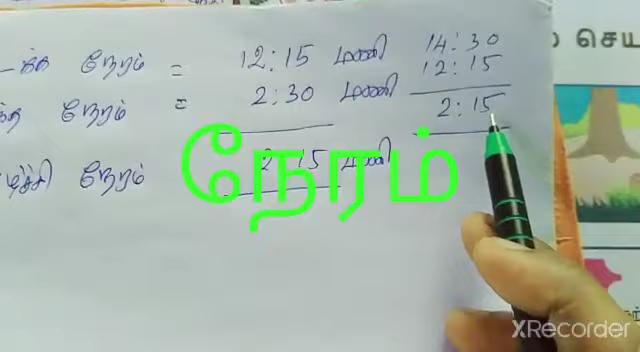 நேரம் = 12:15 மணி
நேரம் = 2:30 மணி
நேரம் 2:15 மணி
14:30
12:15
2:15
நேரம்
செய
XRecorder